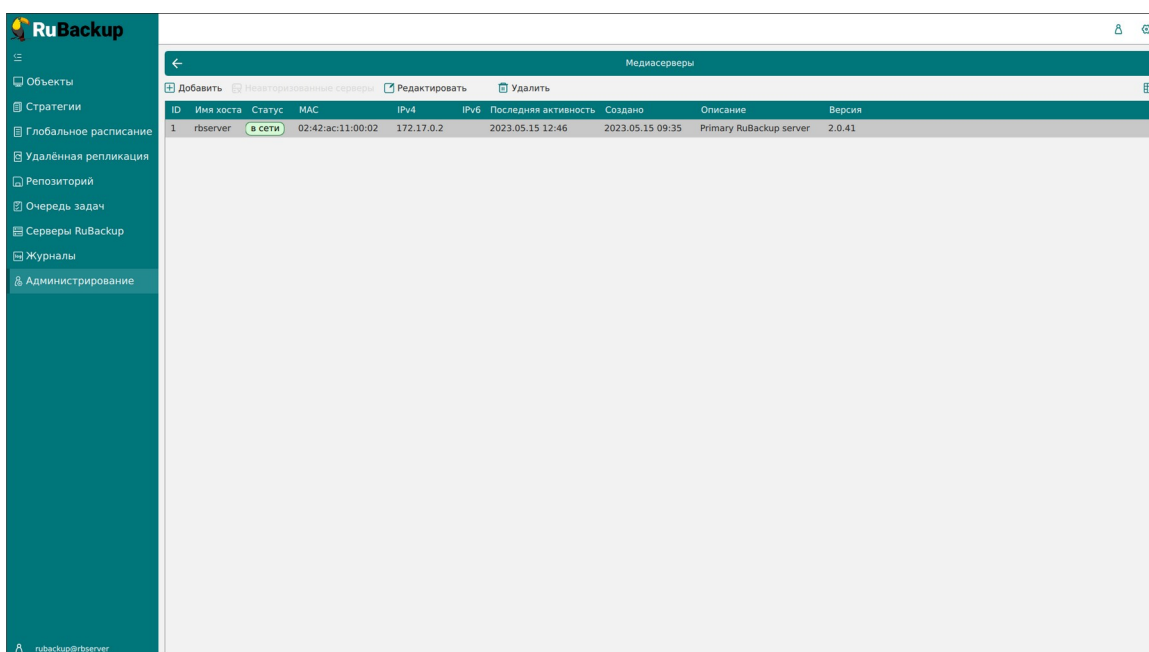 RuBackup
Объекты
Стратегии
Глобальное расписание
Удалённая репликация
Репозиторий
Очередь задач
Серверы RuBackup
Журналы
Администрирование
rubackup@rbserver
Медиасерверы
Добавить Неавторизованные серверы Редактировать Удалить
ID Имя хоста Статус MAC IPv4 IPv6 Последняя активность Создано Описание Версия
1 rbserver в сети 02:42:ac:11:00:02 172.17.0.2 2023.05.15 12:46 2023.05.15 09:35 Primary RuBackup server 2.0.41